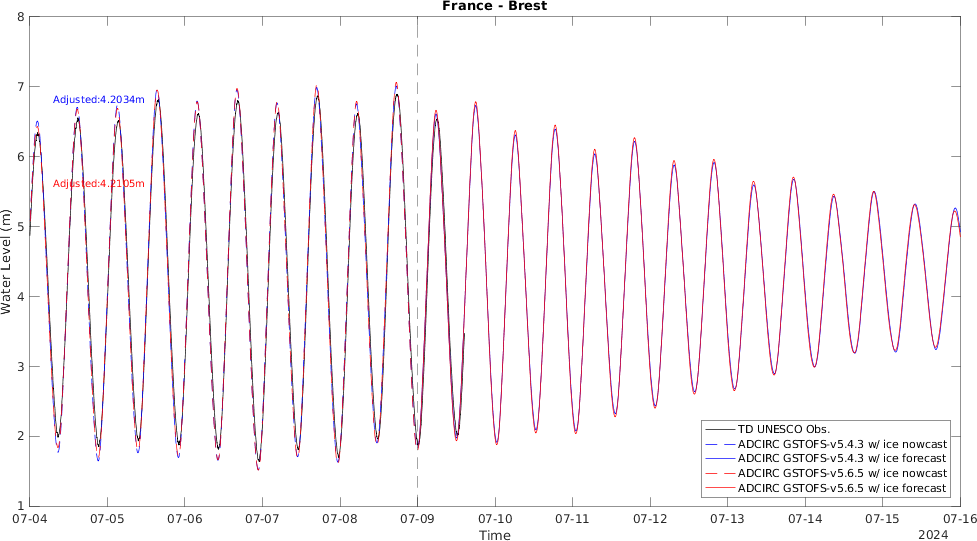 France - Brest
8
7
6
5
4
3
2
1
Water Level (m)
Adjusted:4.2034m
Adjusted:4.2105m
TD UNESCO Obs.
ADCIRC GSTOFS-v5.4.3 w/ ice nowcast
ADCIRC GSTOFS-v5.4.3 w/ ice forecast
ADCIRC GSTOFS-v5.6.5 w/ ice nowcast
ADCIRC GSTOFS-v5.6.5 w/ ice forecast
07-04 07-05 07-06 07-07 07-08 07-09 07-10 07-11 07-12 07-13 07-14 07-15 07-16
Time
2024